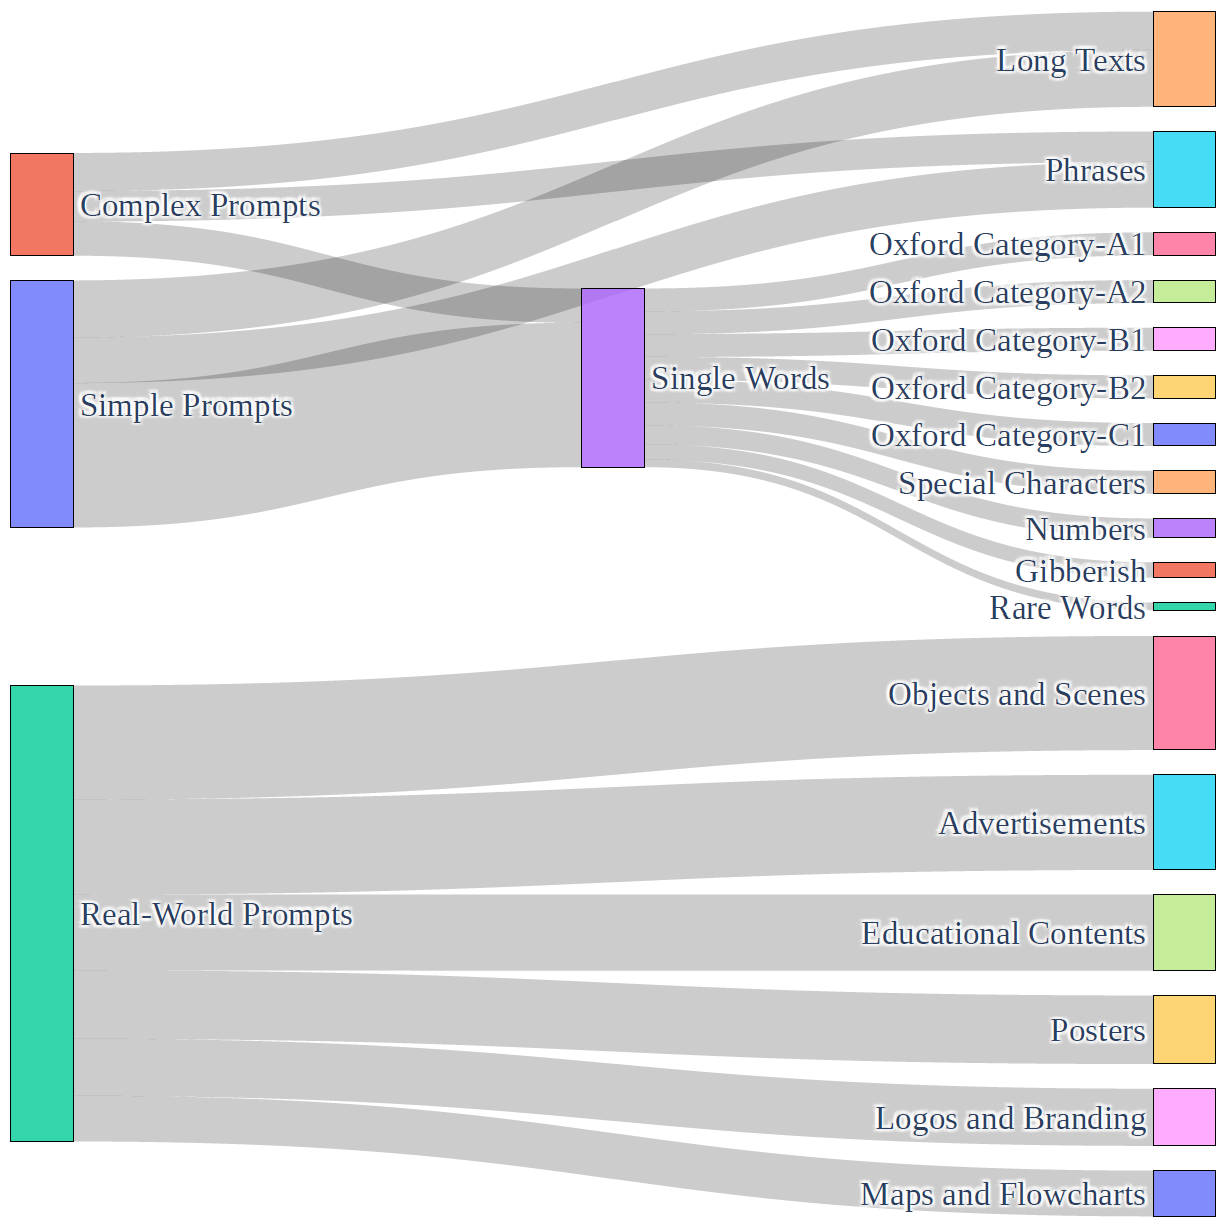 Long Texts
Phrases
Complex Prompts
Oxford Category-A1
Oxford Category-A2
Oxford Category-B1
Single Words
Oxford Category-B2
Simple Prompts
Oxford Category-C1
Special Characters
Numbers
Gibberish
Rare Words
Objects and Scenes
Advertisements
Real-World Prompts
Educational Contents
Posters
Logos and Branding
Maps and Flowcharts